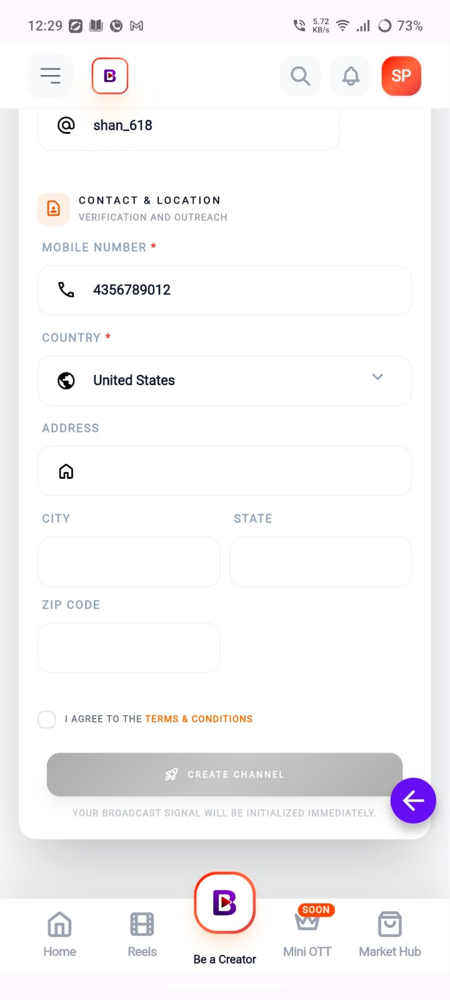 12:29
5.72
KB/s
73%
B
SP
shan_618
CONTACT & LOCATION
VERIFICATION AND OUTREACH
MOBILE NUMBER *
4356789012
COUNTRY *
United States
ADDRESS
CITY
STATE
ZIP CODE
I AGREE TO THE TERMS & CONDITIONS
CREATE CHANNEL
YOUR BROADCAST SIGNAL WILL BE INITIALIZED IMMEDIATELY.
B
SOON
Home
Reels
Be a Creator
Mini OTT
Market Hub